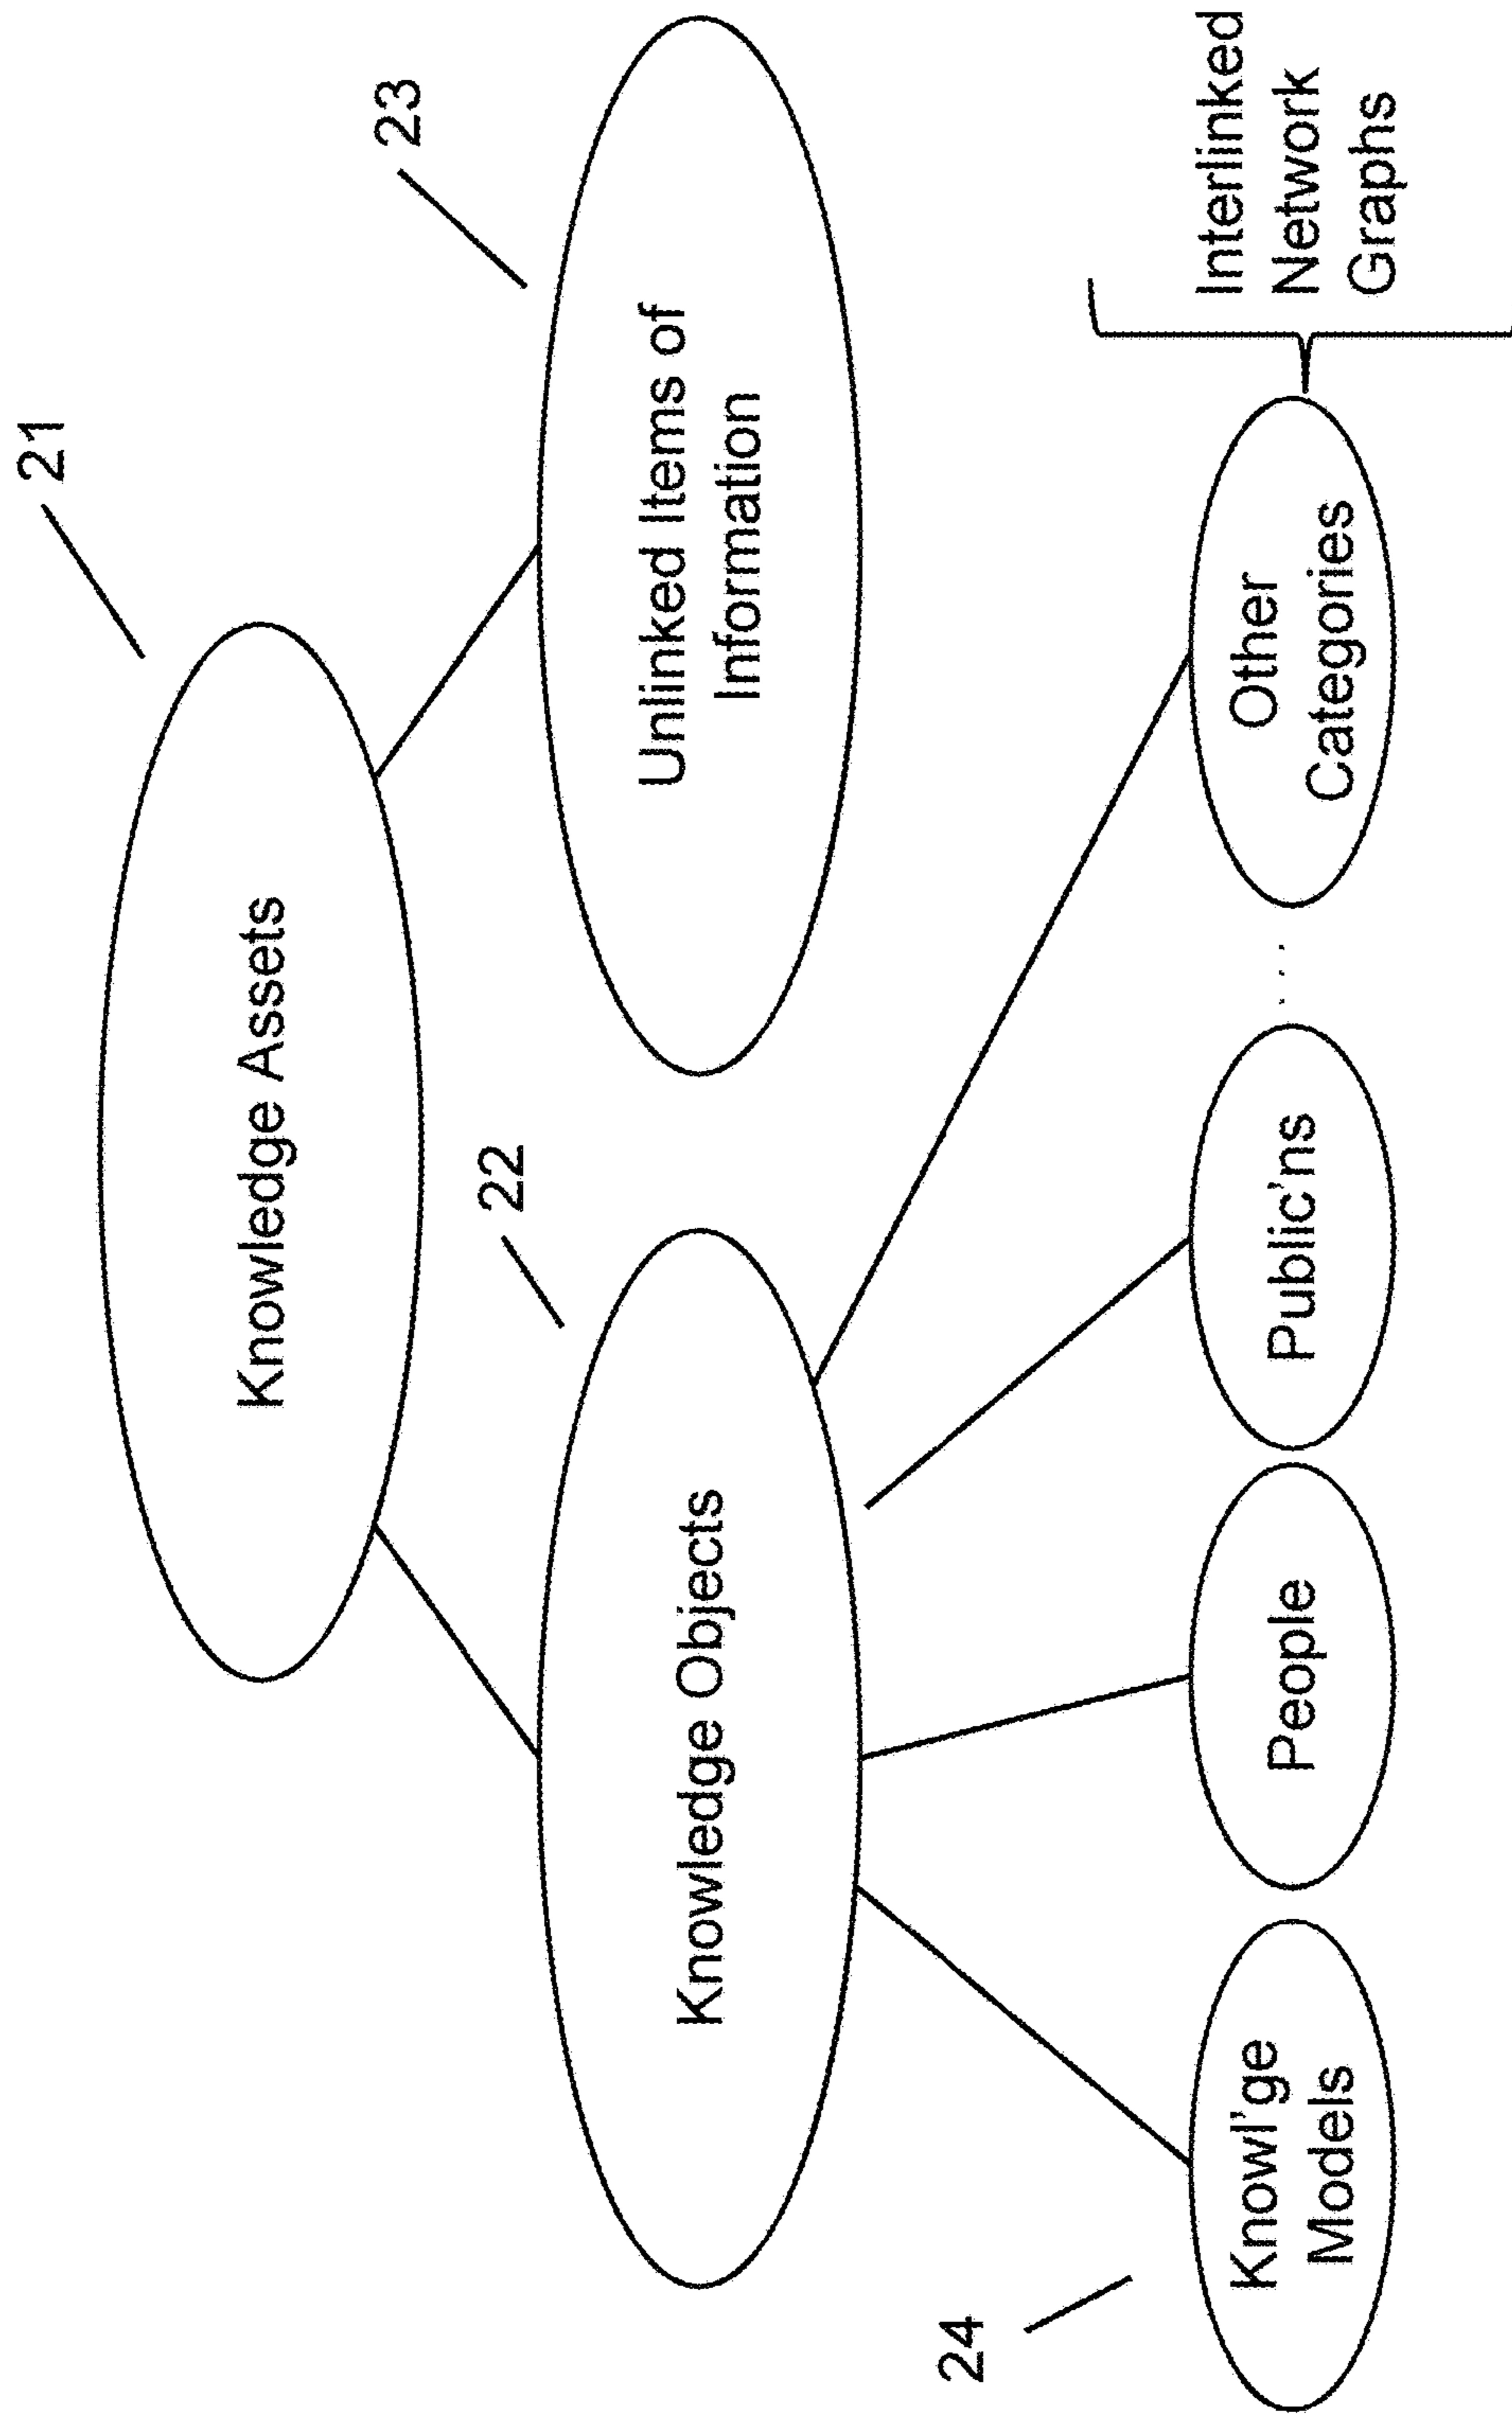 21
Knowledge Assets
22
23
Knowledge Objects
Unlinked Items of
Information
24
Knowl'ge
Models
People
Public'ns
...
Other
Categories
Interlinked
Network
Graphs